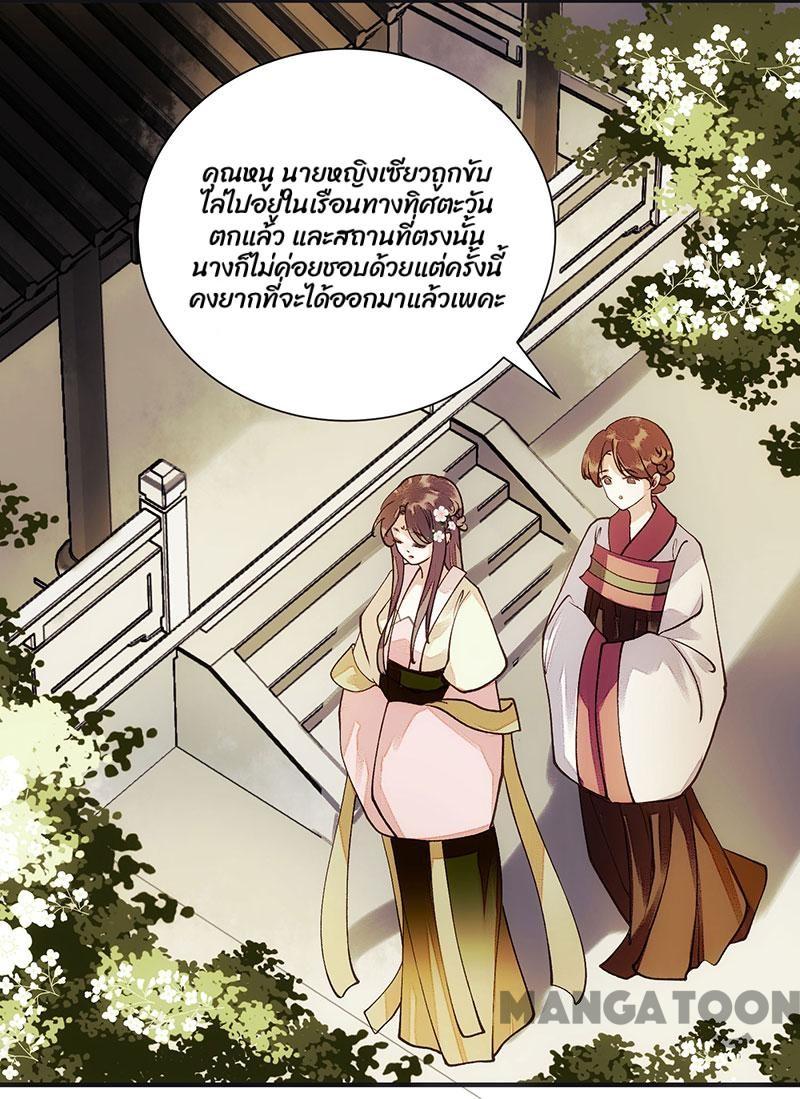 คุณหนู นายหญิงเซียวถูกขับ
ไล่ไปอยู่ในเรือนทางทิศตะวัน
ตกแล้ว และสถานที่ตรงนั้น
นางก็ไม่ค่อยชอบด้วยแต่ครั้งนี้
คงยากที่จะได้ออกมาแล้วเพคะ
MANGA TOON